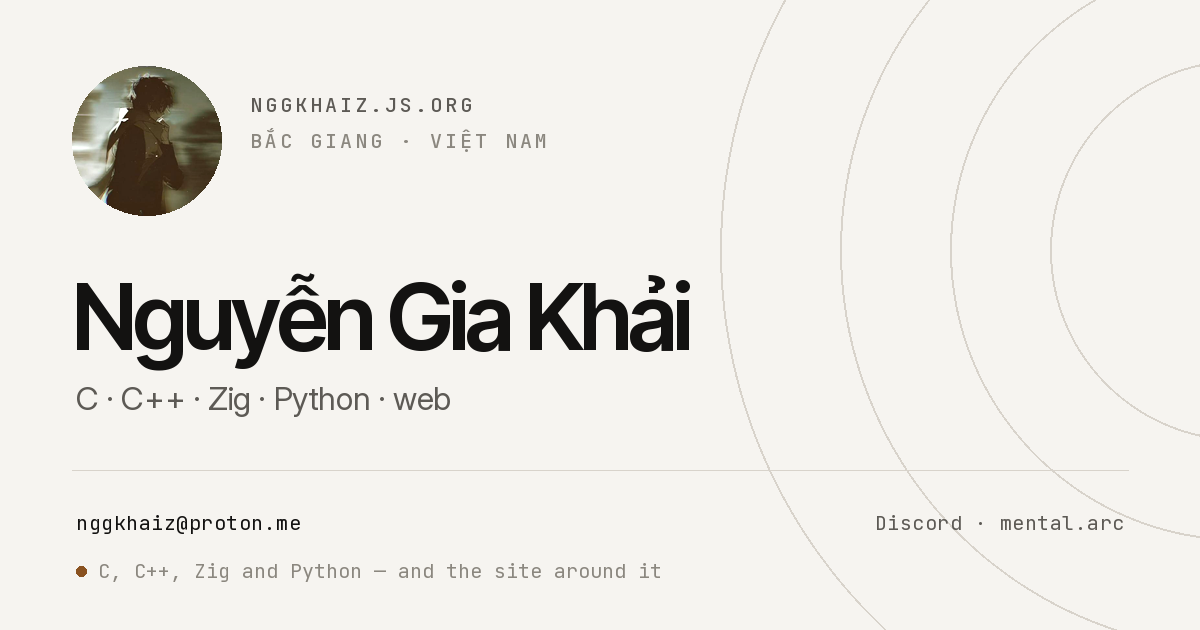 NGGKHAIZ.JS.ORG
BẮC GIANG · VIỆT NAM
Nguyễn Gia Khải
C · C++ · Zig · Python · web
nggkhaiz@proton.me
Discord · mental.arc
C, C++, Zig and Python — and the site around it